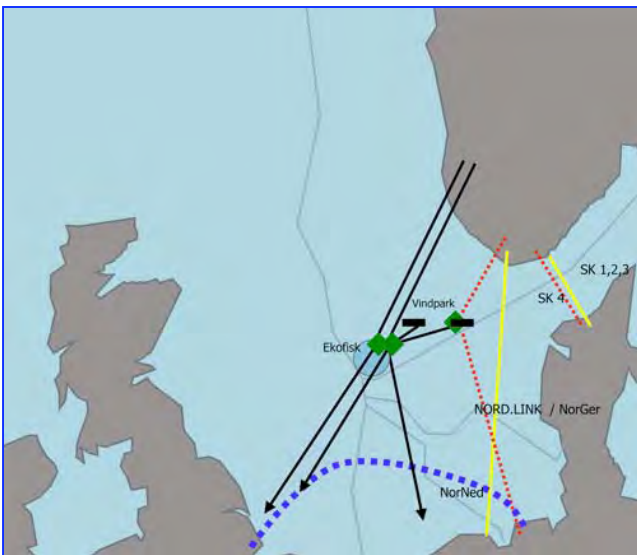 SK 1,2,3
SK 4
Vindpark
Ekofisk
NORD.LINK / NorGer
NorNed